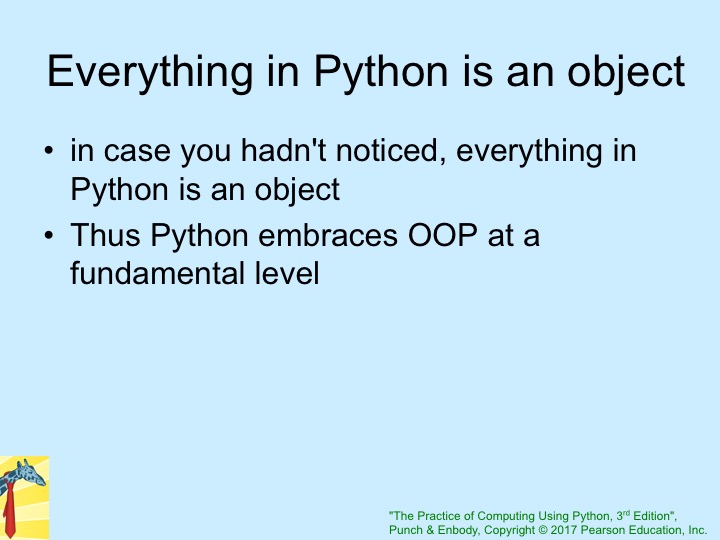 Everything in Python is an object
• in case you hadn't noticed, everything in
Python is an object
• Thus Python embraces OOP at a
fundamental level
"The Practice of Computing Using Python, 3rd Edition",
Punch & Enbody, Copyright © 2017 Pearson Education, Inc.